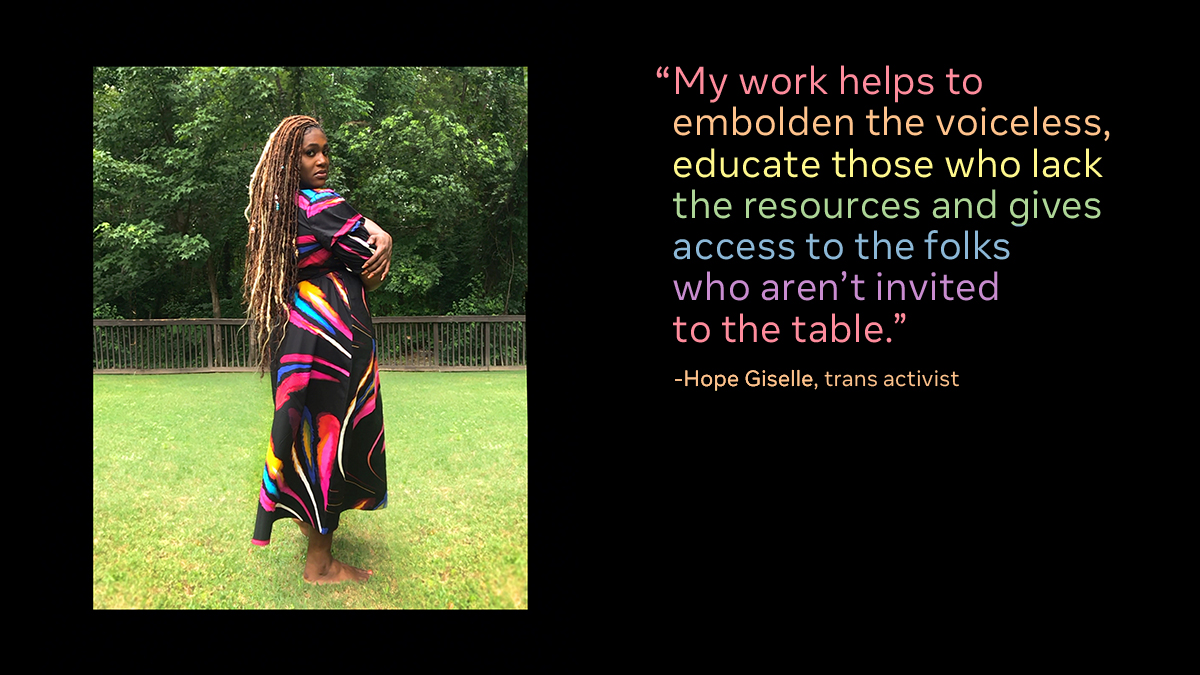 “My work helps to
embolden the voiceless,
educate those who lack
the resources and gives
access to the folks
who aren’t invited
to the table.”
-Hope Giselle, trans activist